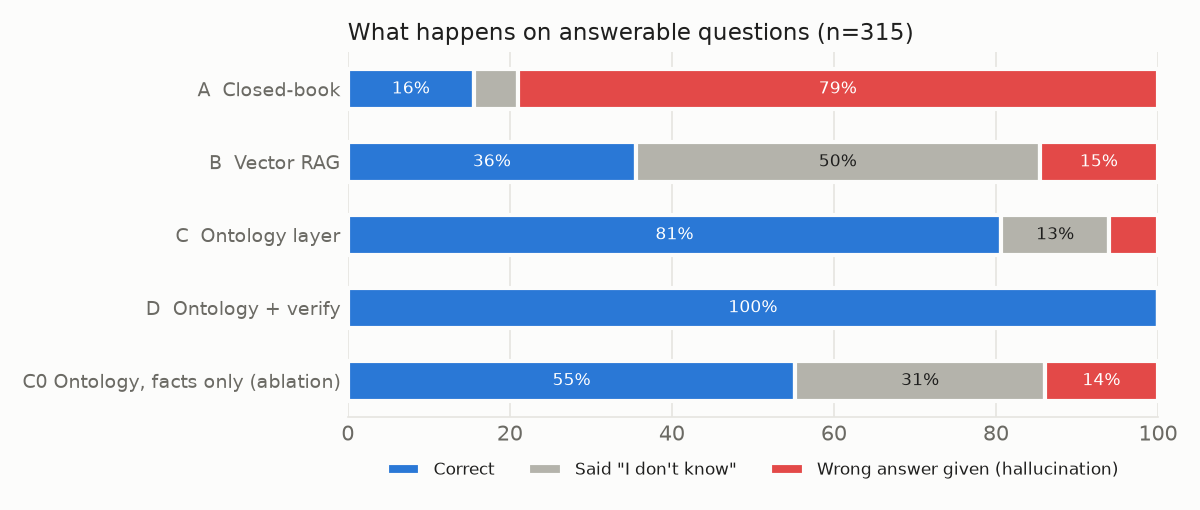 What happens on answerable questions (n=315)
A  Closed-book 16% 79%
B  Vector RAG 36% 50% 15%
C  Ontology layer 81% 13%
D  Ontology + verify 100%
C0 Ontology, facts only (ablation) 55% 31% 14%
0 20 40 60 80 100
Correct Said "I don't know" Wrong answer given (hallucination)